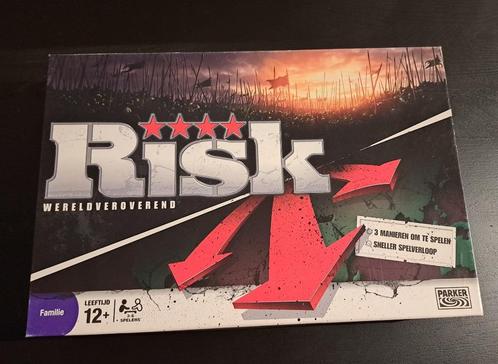 Risk
WERELDVEROVEREND
3 MANIEREN OM TE SPELEN
SNELLER SPELVERLOOP
Familie
LEEFTIJD
12+
SPELERS
PARKER